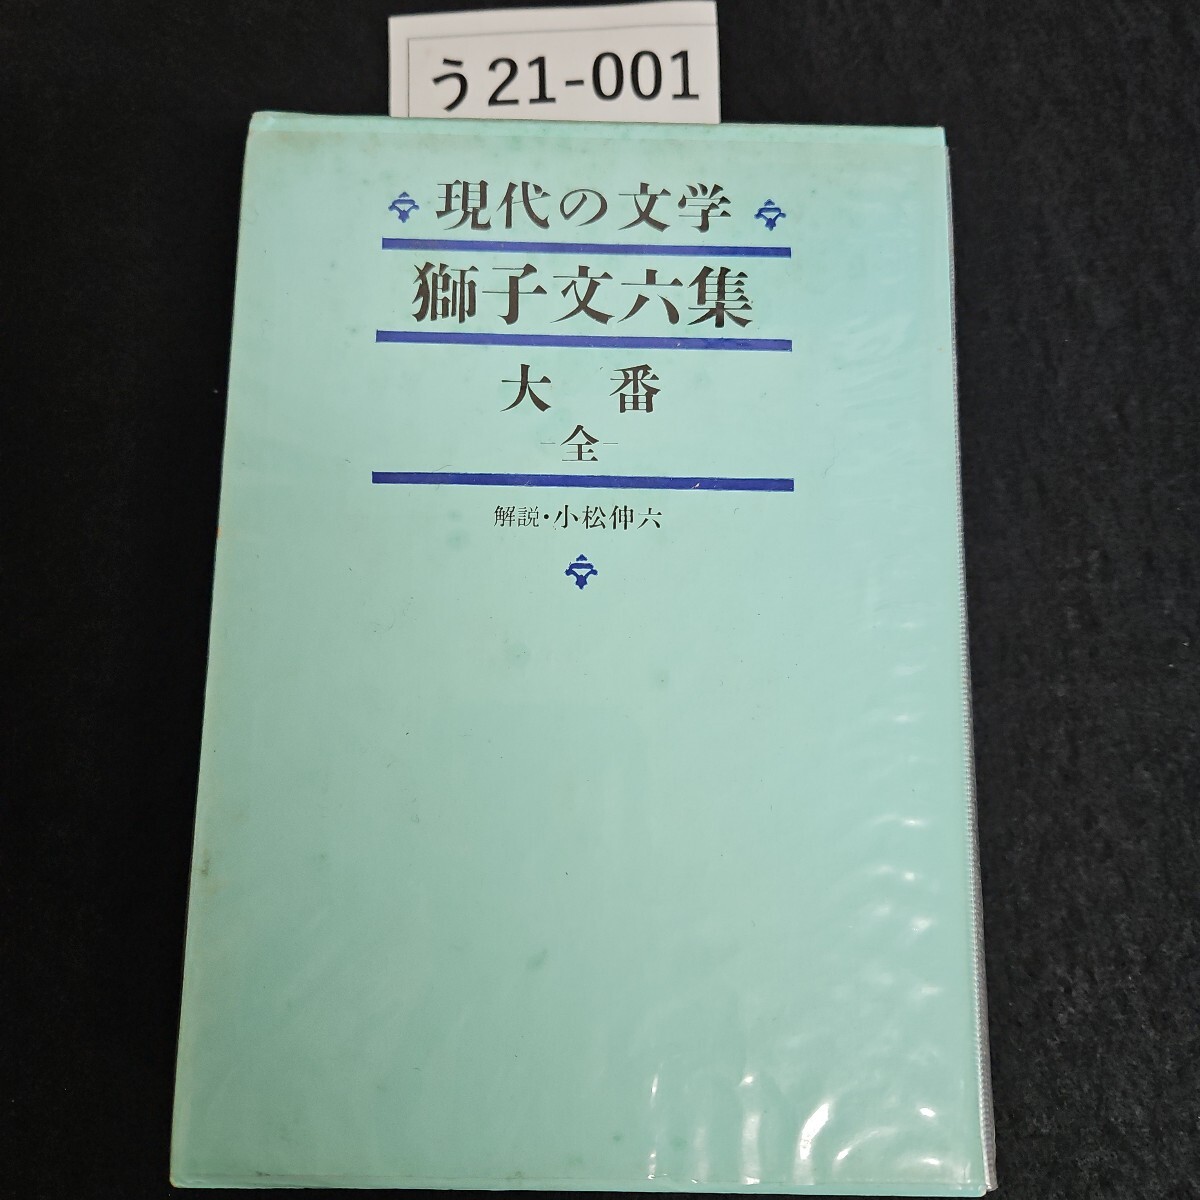 う21-001
現代の文学
獅子文六集
大番
-全-
解説・小松伸六